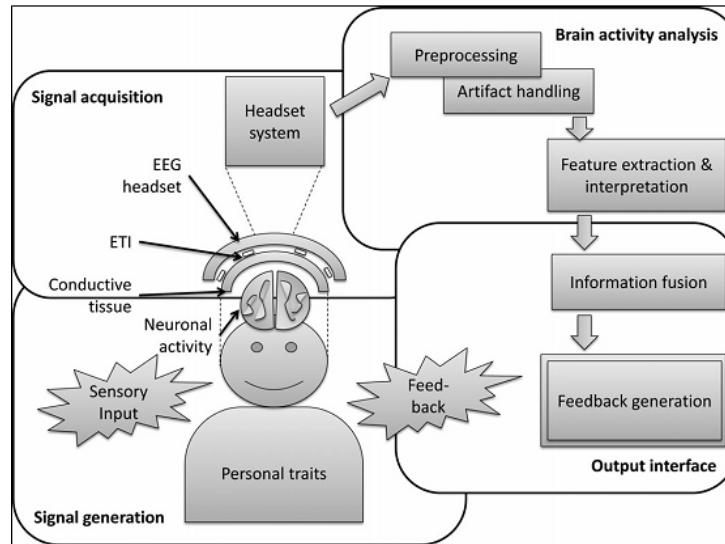 Signal acquisition
Headset
system
EEG
headset
ETI
Conductive
tissue
Neuronal
activity
Sensory
Input
Personal traits
Signal generation
Brain activity analysis
Preprocessing
Artifact handling
Feature extraction &
interpretation
Information fusion
Feed-
back
Feedback generation
Output interface